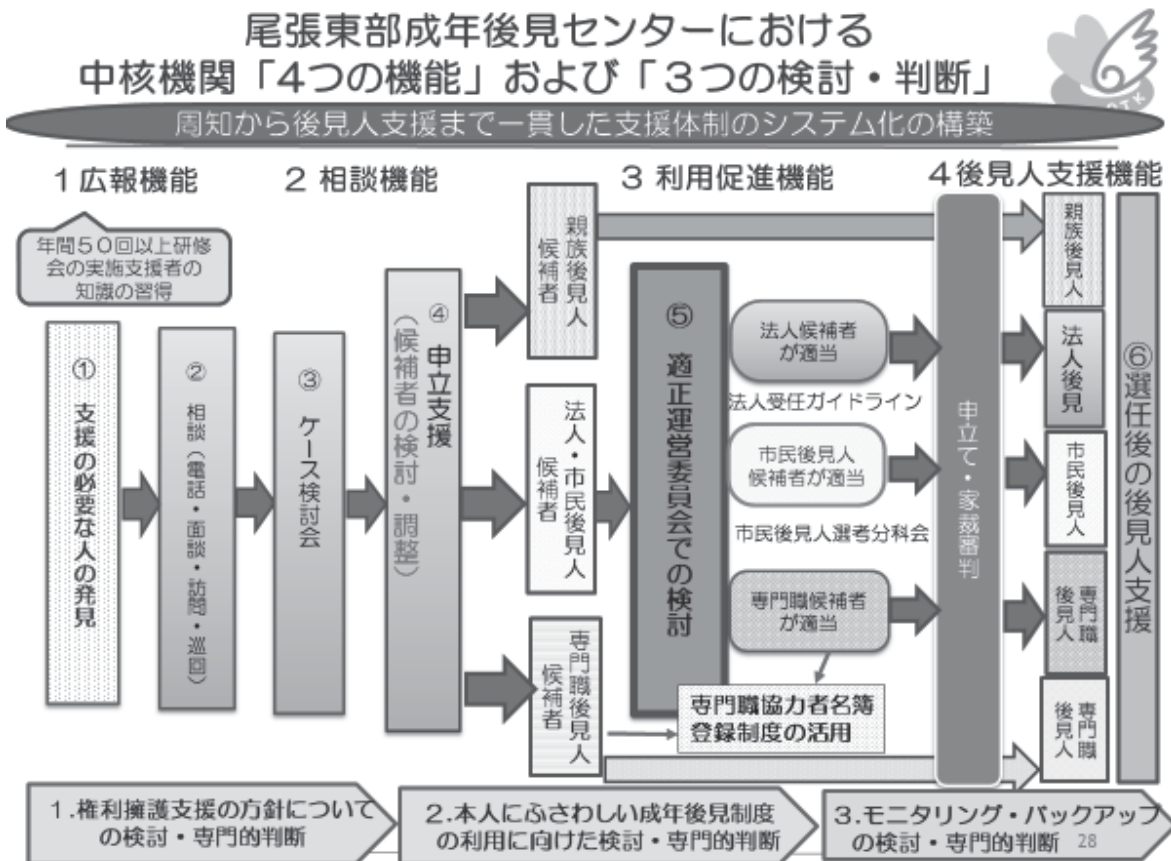 尾張東部成年後見センターにおける
中核機関「4つの機能」および「3つの検討・判断」
周知から後見人支援まで一貫した支援体制のシステム化の構築
1 広報機能
2 相談機能
3 利用促進機能
4 後見人支援機能
年間50回以上研修
会の実施支援者の
知識の習得
① 支援の必要な人の発見
② 相談(電話・面談・訪問・巡回)
③ ケース検討会
④ 申立支援
(候補者の検討・調整)
親族後見人
候補者
法人・市民後見人
候補者
専門職後見人
候補者
⑤ 適正運営委員会での検討
法人候補者
が適当
法人受任ガイドライン
市民後見人
候補者が適当
市民後見人選考分科会
専門職候補者
が適当
専門職協力者名簿
登録制度の活用
申立て・家裁審判
親族後見人
法人後見
市民後見人
専門職
後見人
専門職
後見人
⑥選任後の後見人支援
1.権利擁護支援の方針について
の検討・専門的判断
2.本人にふさわしい成年後見制度
の利用に向けた検討・専門的判断
3.モニタリング・バックアップ
の検討・専門的判断
28